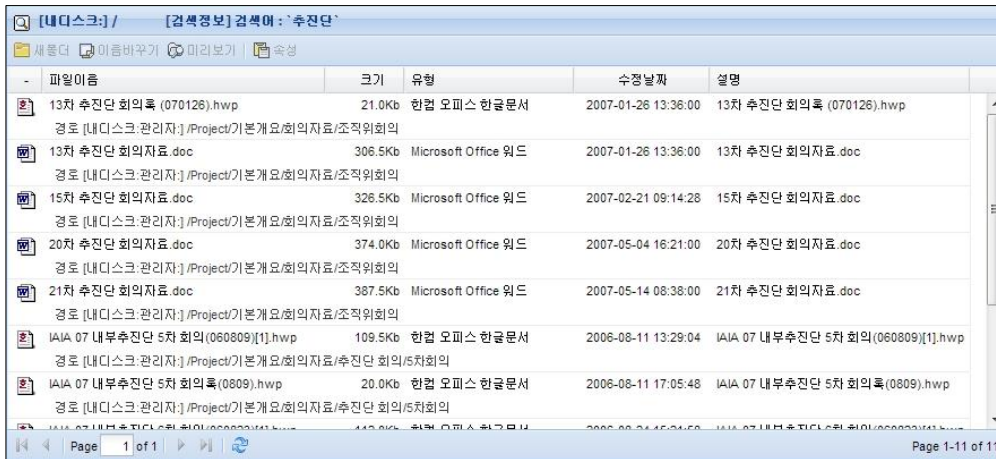 [내디스크:] / [검색정보] 검색어 : `추진단`
새폴더 이름바꾸기 미리보기 속성
- 파일이름 크기 유형 수정날짜 설명
13차 추진단 회의록 (070126).hwp 21.0Kb 한컴 오피스 한글문서 2007-01-26 13:36:00 13차 추진단 회의록 (070126).hwp
경로 [내디스크:관리자:] /Project/기본개요/회의자료/조직위회의
13차 추진단 회의자료.doc 306.5Kb Microsoft Office 워드 2007-01-26 13:36:00 13차 추진단 회의자료.doc
경로 [내디스크:관리자:] /Project/기본개요/회의자료/조직위회의
15차 추진단 회의자료.doc 326.5Kb Microsoft Office 워드 2007-02-21 09:14:28 15차 추진단 회의자료.doc
경로 [내디스크:관리자:] /Project/기본개요/회의자료/조직위회의
20차 추진단 회의자료.doc 374.0Kb Microsoft Office 워드 2007-05-04 16:21:00 20차 추진단 회의자료.doc
경로 [내디스크:관리자:] /Project/기본개요/회의자료/조직위회의
21차 추진단 회의자료.doc 387.5Kb Microsoft Office 워드 2007-05-14 08:38:00 21차 추진단 회의자료.doc
경로 [내디스크:관리자:] /Project/기본개요/회의자료/조직위회의
IAIA 07 내부추진단 5차 회의(060809)[1].hwp 109.5Kb 한컴 오피스 한글문서 2006-08-11 13:29:04 IAIA 07 내부추진단 5차 회의(060809)[1].hwp
경로 [내디스크:관리자:] /Project/기본개요/회의자료/추진단 회의/5차회의
IAIA 07 내부추진단 5차 회의록(0809).hwp 20.0Kb 한컴 오피스 한글문서 2006-08-11 17:05:48 IAIA 07 내부추진단 5차 회의록(0809).hwp
경로 [내디스크:관리자:] /Project/기본개요/회의자료/추진단 회의/5차회의
Page 1 of 1 Page 1-11 of 11